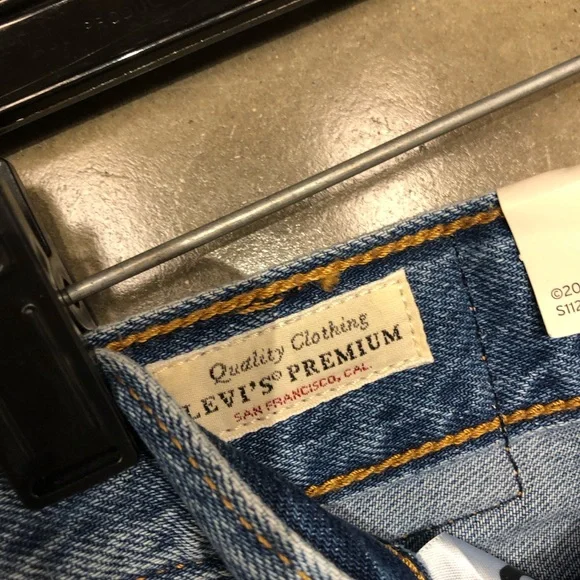 Quality Clothing
LEVI'S® PREMIUM
SAN FRANCISCO, CAL.
©20
S112